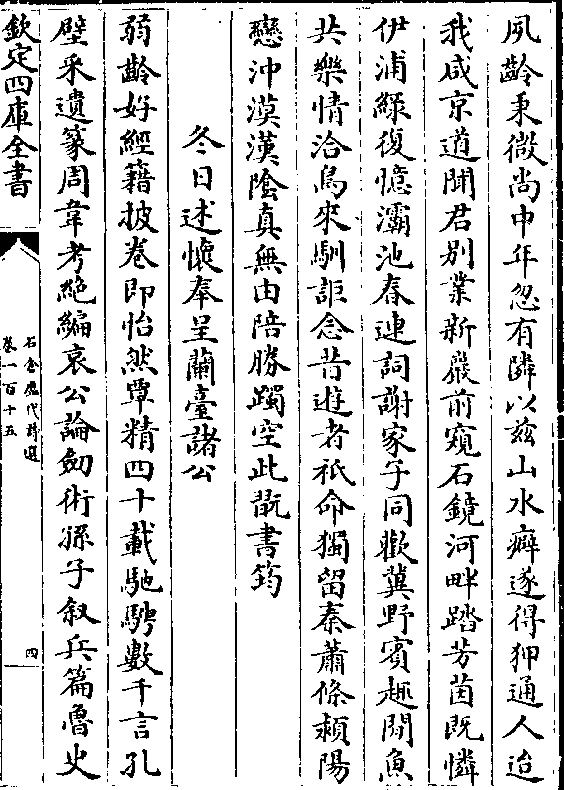 夙齡秉微尚中年忽有隣以兹山水癖遂得狎通人迨
我咸京道聞君别業新巖前窺石鏡河畔踏芳茵既憐
伊浦綠復憶灞池春連詞謝家子同歡冀野賓趣閒魚
共樂情洽鳥來馴詎念昔遊者祇命獨留秦蕭條潁陽
戀沖漠漢陰真無由陪勝躅空此翫書筠
冬日述懷奉呈蘭臺諸公
弱齡好經籍披卷即怡然覃精四十載馳騁數千言孔
壁采遺篆周韋考絶編袁公論劒術孫子叙兵篇魯史
欽定四庫全書
石倉歴代詩選
卷一百十五
四